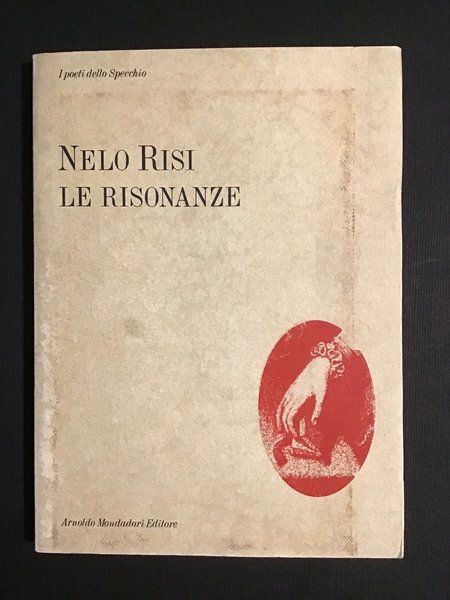 I poeti dello Specchio
NELO RISI
LE RISONANZE
Arnoldo Mondadori Editore